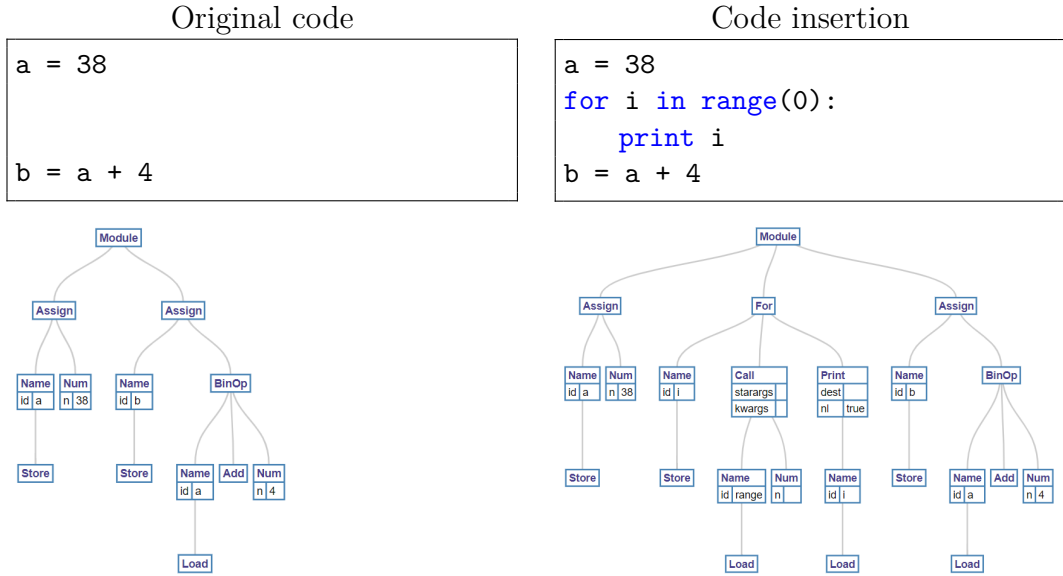 Original code
Code insertion
a = 38
b = a + 4
a = 38
for i in range(0):
print i
b = a + 4
Module
Assign Assign
Name Num Name BinOp
id a n 38 id b
Store Store Name Add Num
id a n 4
Load
Module
Assign For Assign
Name Num Name Call Print Name BinOp
id a n 38 id i starargs dest id b
kwargs nl true
Store Store Name Num Name Store Name Add Num
id range n id i id a n 4
Load Load Load